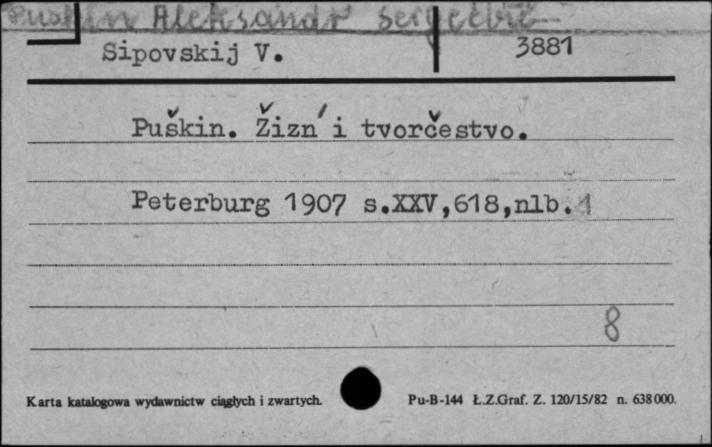 Puškin Aleksandr Sergeevič
Sipovskij V.
3881
Puškin. Žizn' i tvorčestvo.
Peterburg 1907 s.XXV,618,nlb.1
8
Karta katalogowa wydawnictw ciągłych i zwartych.
Pu-B-144 Ł.Z.Graf. Z. 120/15/82 n. 638000.